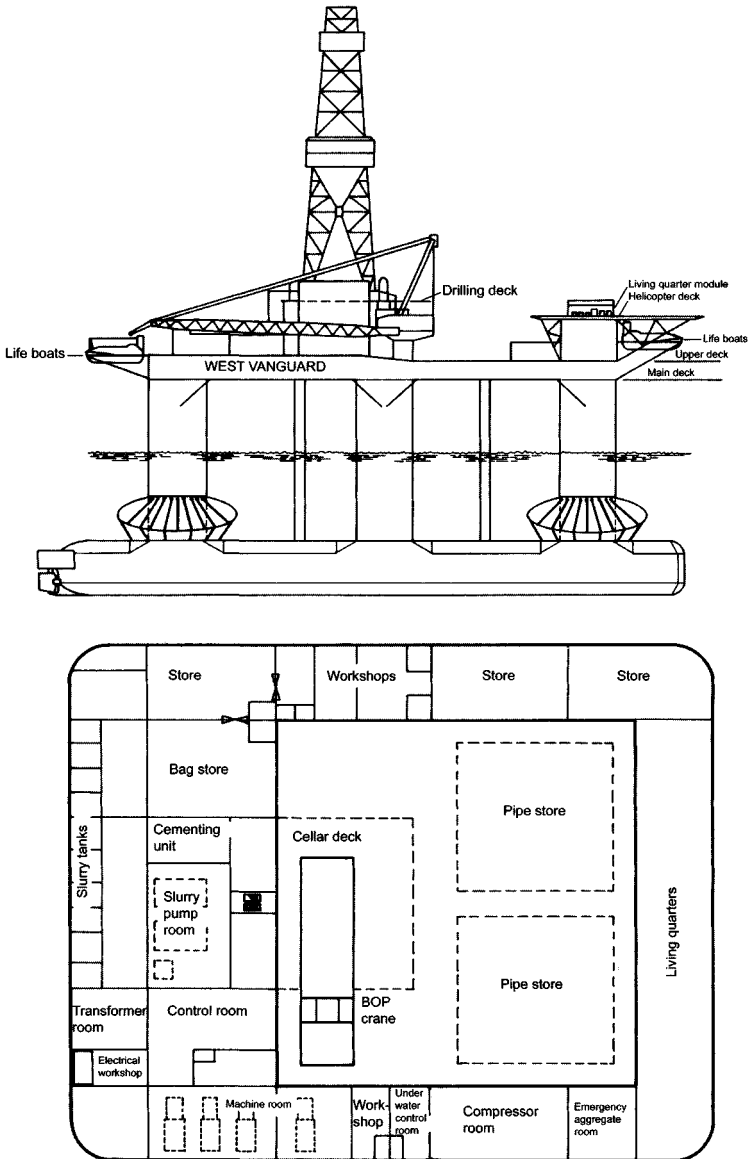 Drilling deck
Living quarter module
Helicopter deck
Life boats
Life boats
Upper deck
WEST VANGUARD
Main deck
Store
Workshops
Store
Store
Bag store
Pipe store
Cementing
unit
Cellar deck
Slurry tanks
Slurry
pump
room
Living quarters
Pipe store
Transformer
room
Control room
BOP
crane
Electrical
workshop
Machine room
Work-
shop
Under
water
control
room
Compressor
room
Emergency
aggregate
room